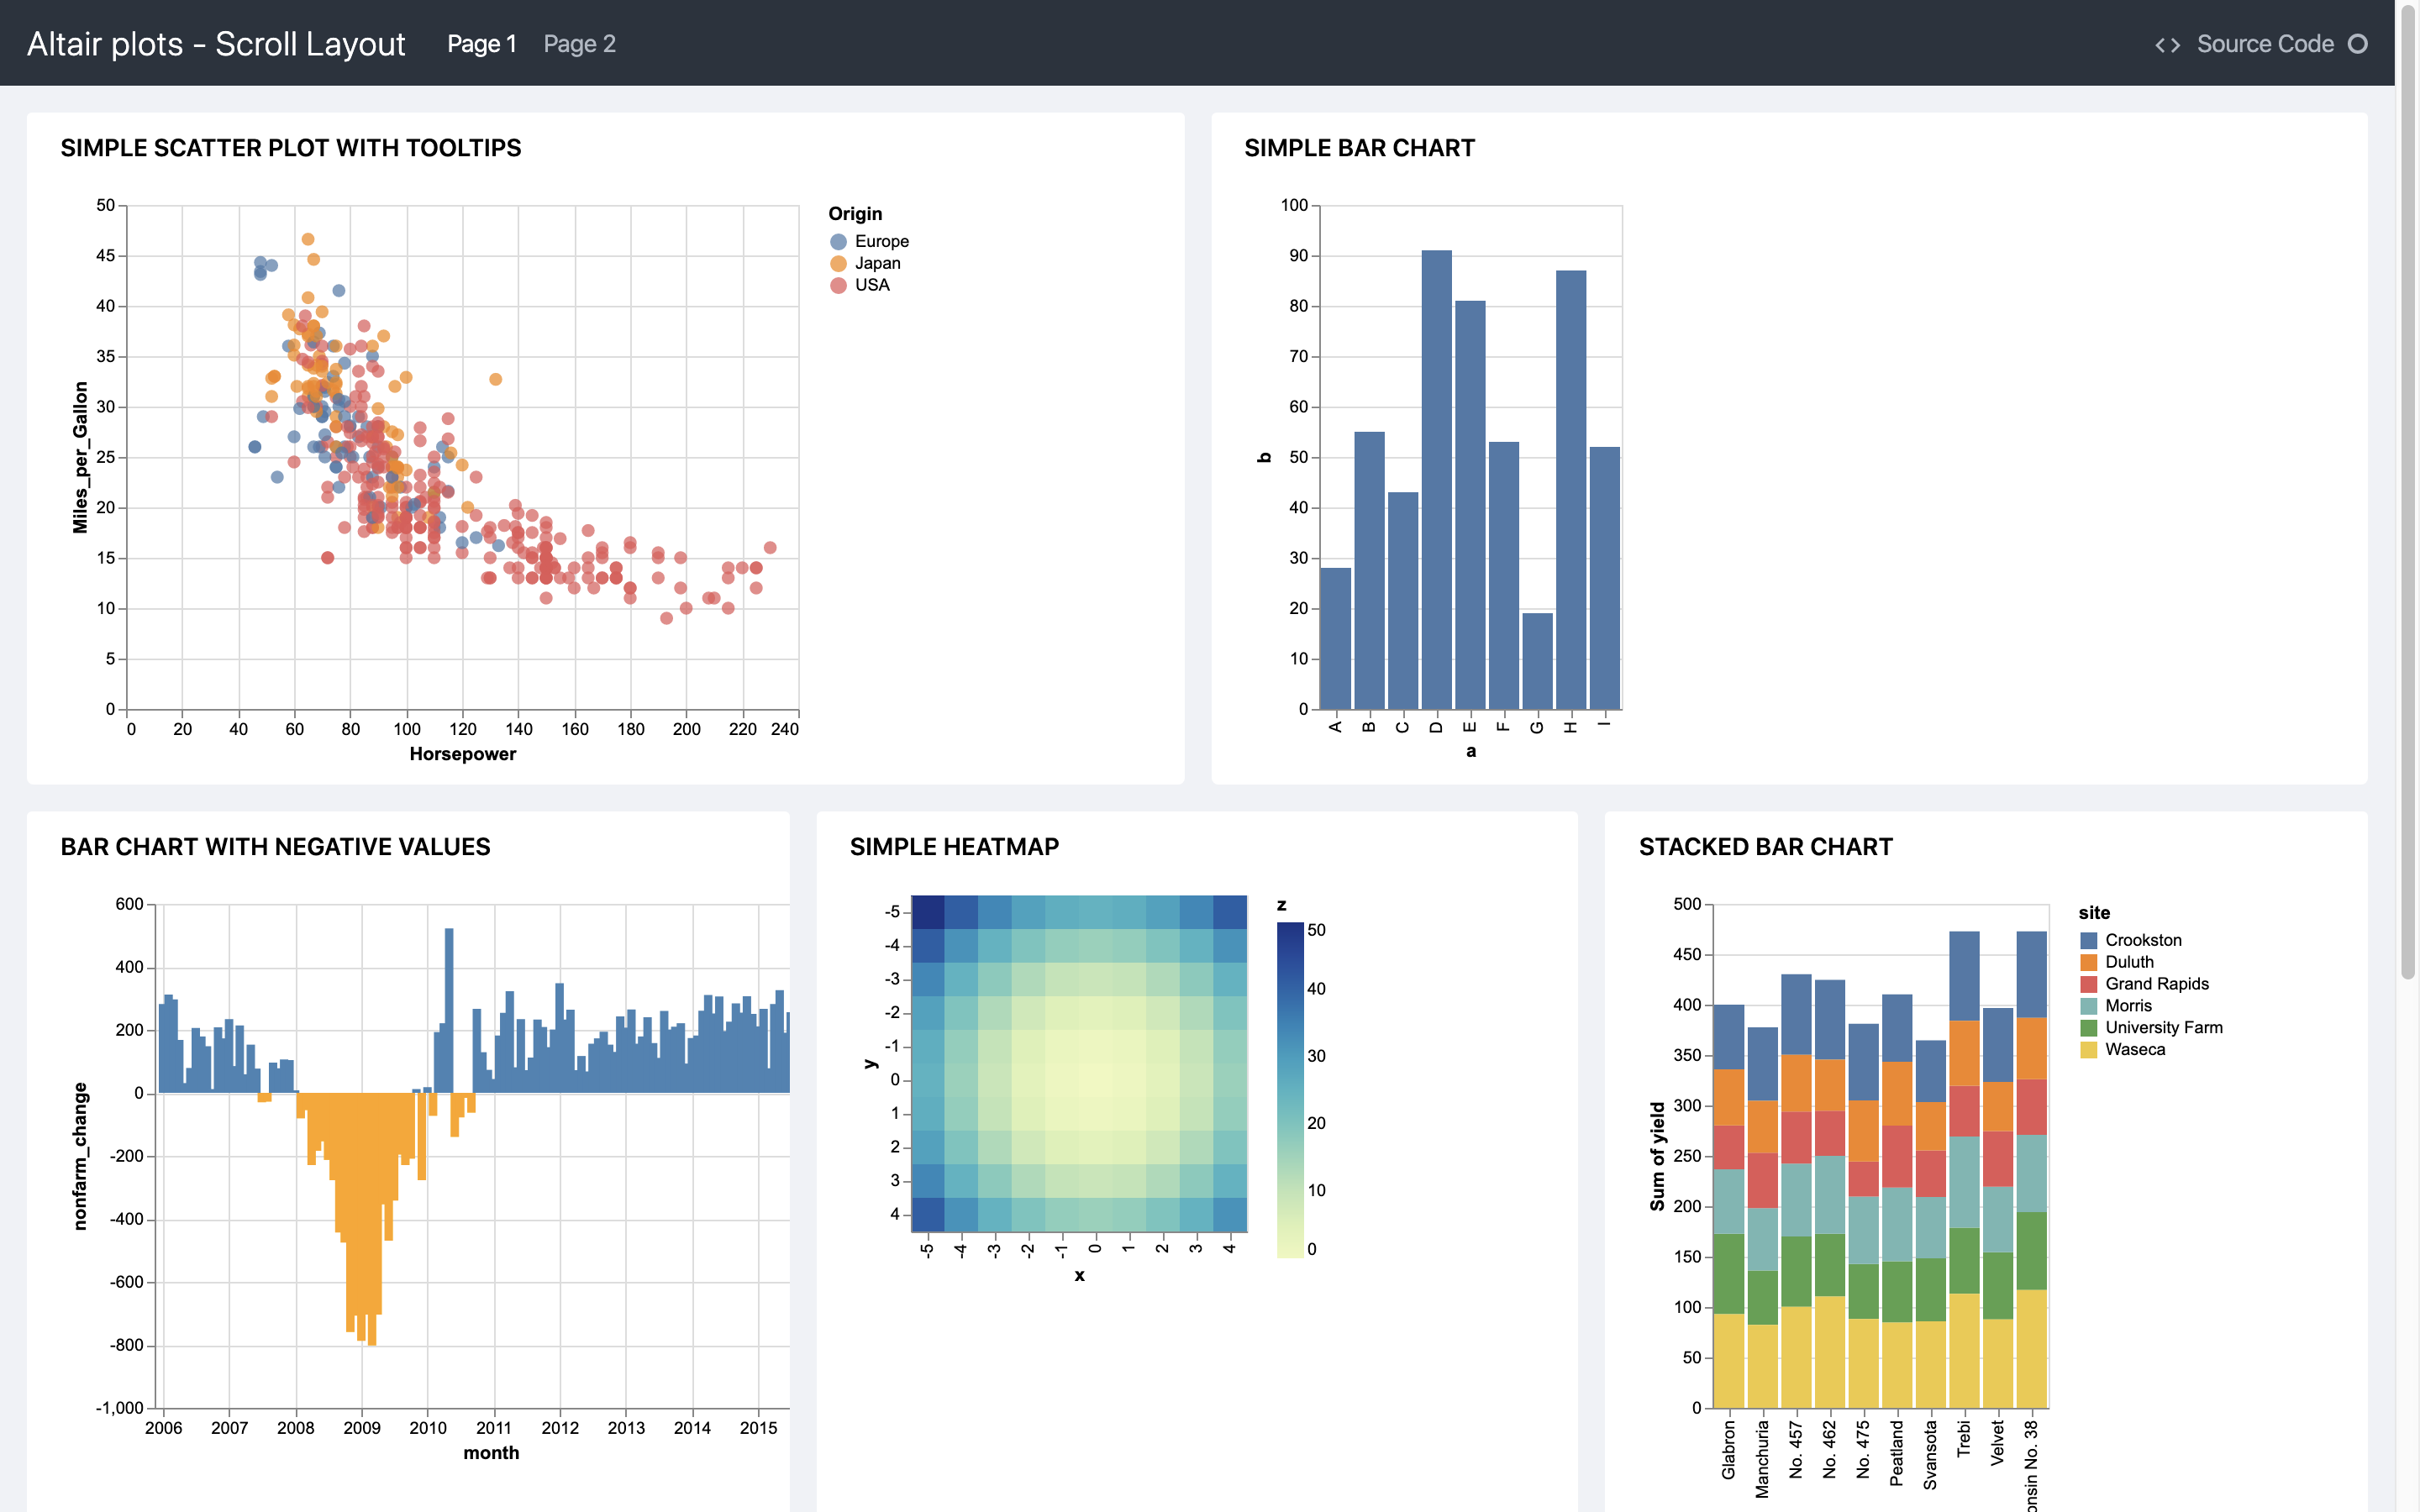 Altair plots - Scroll Layout
Page 1
Page 2
Source Code
SIMPLE SCATTER PLOT WITH TOOLTIPS
50
45
40
35
30
25
20
15
10
5
0
Miles_per_Gallon
0 20 40 60 80 100 120 140 160 180 200 220 240
Horsepower
Origin
Europe
Japan
USA
SIMPLE BAR CHART
100
90
80
70
60
50
40
30
20
10
0
b
A B C D E F G H I
a
BAR CHART WITH NEGATIVE VALUES
600
400
200
0
-200
-400
-600
-800
-1,000
nonfarm_change
2006 2007 2008 2009 2010 2011 2012 2013 2014 2015
month
SIMPLE HEATMAP
-5
-4
-3
-2
-1
0
1
2
3
4
y
-5 -4 -3 -2 -1 0 1 2 3 4
x
z
50
40
30
20
10
0
STACKED BAR CHART
500
450
400
350
300
250
200
150
100
50
0
Sum of yield
Glabron
Manchuria
No. 457
No. 462
No. 475
Peatland
Svansota
Trebi
Velvet
onsin No. 38
site
Crookston
Duluth
Grand Rapids
Morris
University Farm
Waseca